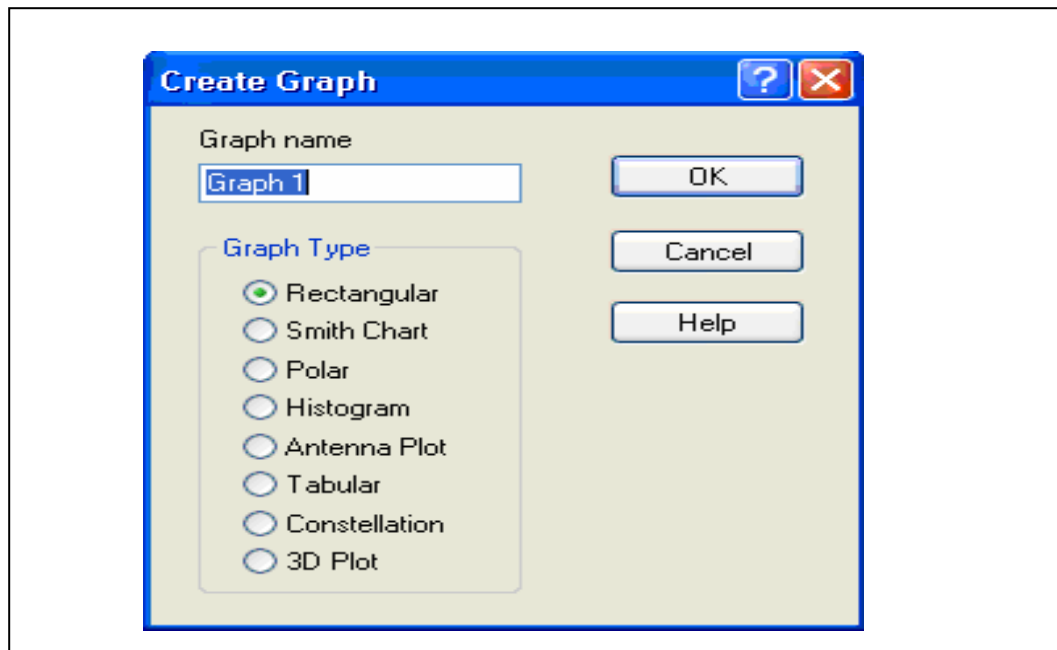 Create Graph
Graph name
Graph 1
OK
Cancel
Help
Graph Type
Rectangular
Smith Chart
Polar
Histogram
Antenna Plot
Tabular
Constellation
3D Plot